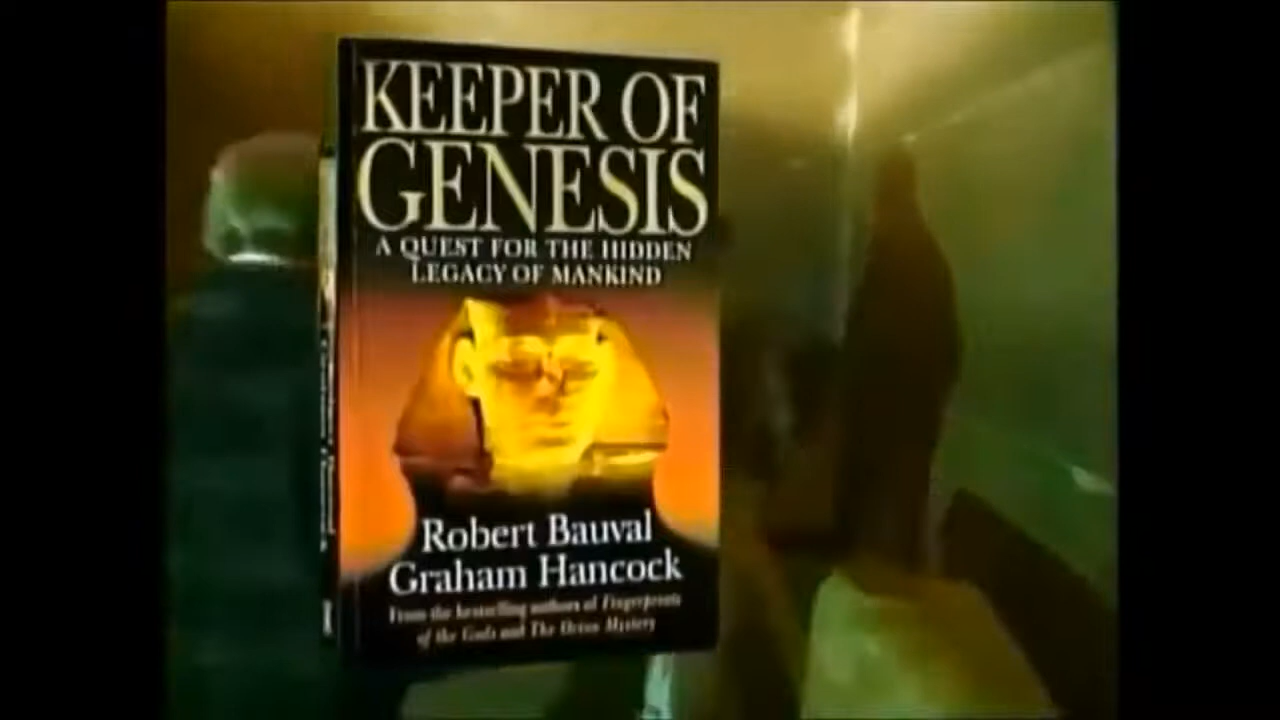 KEEPER OF
GENESIS
A QUEST FOR THE HIDDEN
LEGACY OF MANKIND
Robert Bauval
Graham Hancock
From the bestselling authors of Fingerprints
of the Gods and The Orion Mystery